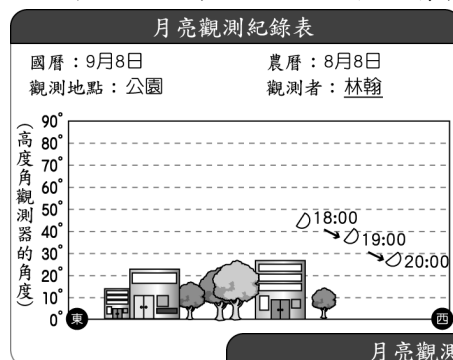 月亮觀測紀錄表
國曆：9月8日
農曆：8月8日
觀測地點：公園
觀測者：林翰
（高度角觀測器的角度）
90°
80°
70°
60°
50°
40°
30°
20°
10°
0°
18:00
19:00
20:00
東
西
月亮觀